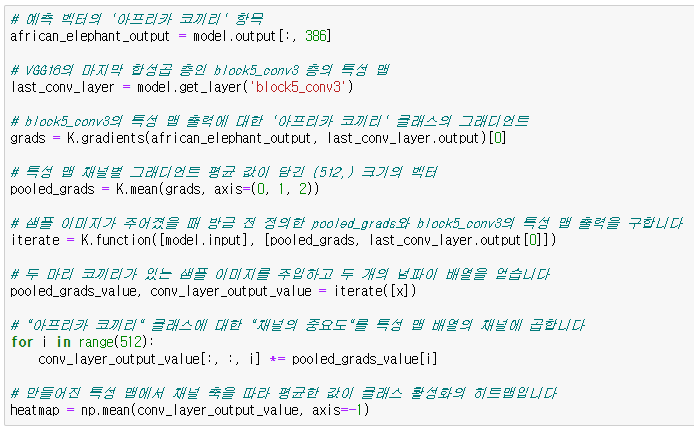 # 예측 벡터의 '아프리카 코끼리' 항목
african_elephant_output = model.output[:, 386]
# VGG16의 마지막 합성곱 층인 block5_conv3 층의 특성 맵
last_conv_layer = model.get_layer('block5_conv3')
# block5_conv3의 특성 맵 출력에 대한 '아프리카 코끼리' 클래스의 그래디언트
grads = K.gradients(african_elephant_output, last_conv_layer.output)[0]
# 특성 맵 채널별 그래디언트 평균 값이 담긴 (512,) 크기의 벡터
pooled_grads = K.mean(grads, axis=(0, 1, 2))
# 샘플 이미지가 주어졌을 때 방금 전 정의한 pooled_grads와 block5_conv3의 특성 맵 출력을 구합니다
iterate = K.function([model.input], [pooled_grads, last_conv_layer.output[0]])
# 두 마리 코끼리가 있는 샘플 이미지를 주입하고 두 개의 넘파이 배열을 얻습니다
pooled_grads_value, conv_layer_output_value = iterate([x])
# "아프리카 코끼리" 클래스에 대한 "채널의 중요도"를 특성 맵 배열의 채널에 곱합니다
for i in range(512):
    conv_layer_output_value[:, :, i] *= pooled_grads_value[i]
# 만들어진 특성 맵에서 채널 축을 따라 평균한 값이 클래스 활성화의 히트맵입니다
heatmap = np.mean(conv_layer_output_value, axis=-1)